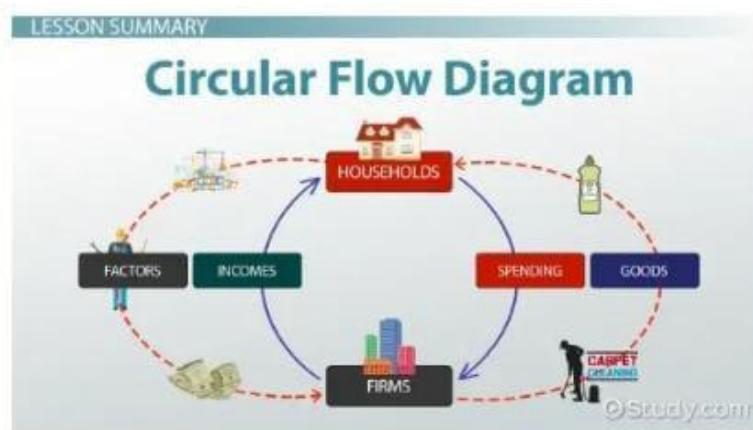 LESSON SUMMARY
Circular Flow Diagram
HOUSEHOLDS
FACTORS
INCOMES
SPENDING
GOODS
CARPET
CLEANING
FIRMS
Study.com